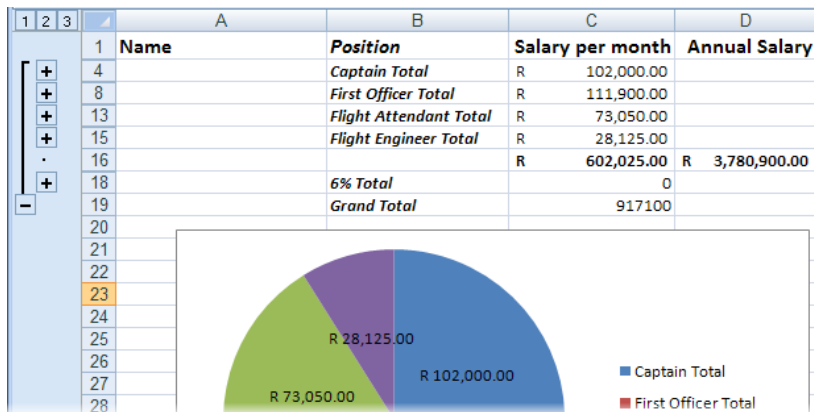 1 2 3 A B C D
1 Name Position Salary per month Annual Salary
4 Captain Total R 102,000.00
8 First Officer Total R 111,900.00
13 Flight Attendant Total R 73,050.00
15 Flight Engineer Total R 28,125.00
16 R 602,025.00 R 3,780,900.00
18 6% Total 0
19 Grand Total 917100
20
21
22
23
24
25 R 28,125.00
26 R 102,000.00 Captain Total
27 R 73,050.00
28 First Officer Total